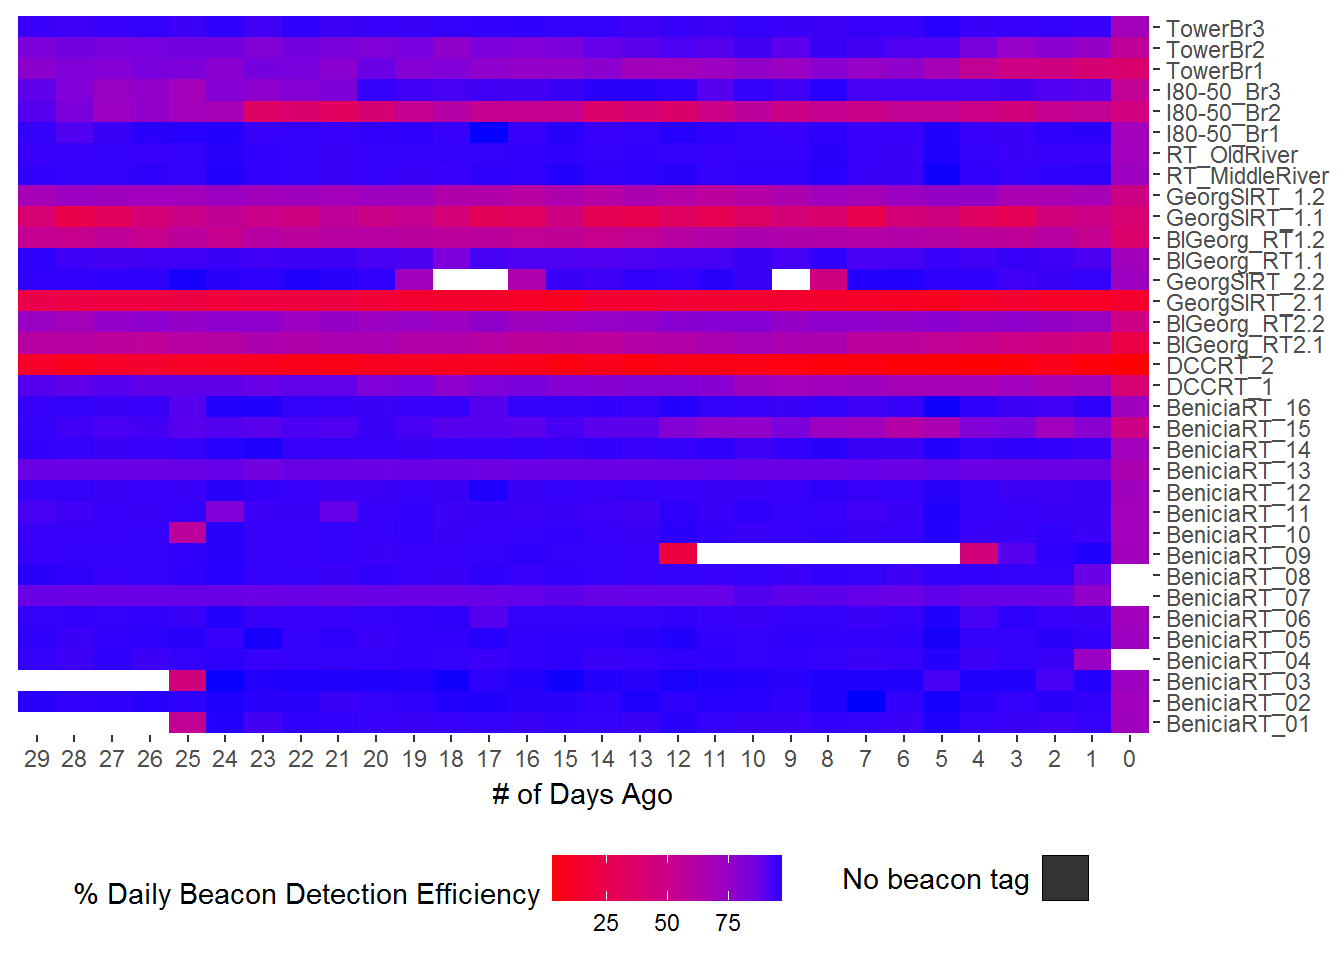 TowerBr3
TowerBr2
TowerBr1
I80-50_Br3
I80-50_Br2
I80-50_Br1
RT_OldRiver
RT_MiddleRiver
GeorgSlRT_1.2
GeorgSlRT_1.1
BlGeorg_RT1.2
BlGeorg_RT1.1
GeorgSlRT_2.2
GeorgSlRT_2.1
BlGeorg_RT2.2
BlGeorg_RT2.1
DCCRT_2
DCCRT_1
BeniciaRT_16
BeniciaRT_15
BeniciaRT_14
BeniciaRT_13
BeniciaRT_12
BeniciaRT_11
BeniciaRT_10
BeniciaRT_09
BeniciaRT_08
BeniciaRT_07
BeniciaRT_06
BeniciaRT_05
BeniciaRT_04
BeniciaRT_03
BeniciaRT_02
BeniciaRT_01
29 28 27 26 25 24 23 22 21 20 19 18 17 16 15 14 13 12 11 10 9 8 7 6 5 4 3 2 1 0
# of Days Ago
% Daily Beacon Detection Efficiency
25 50 75
No beacon tag